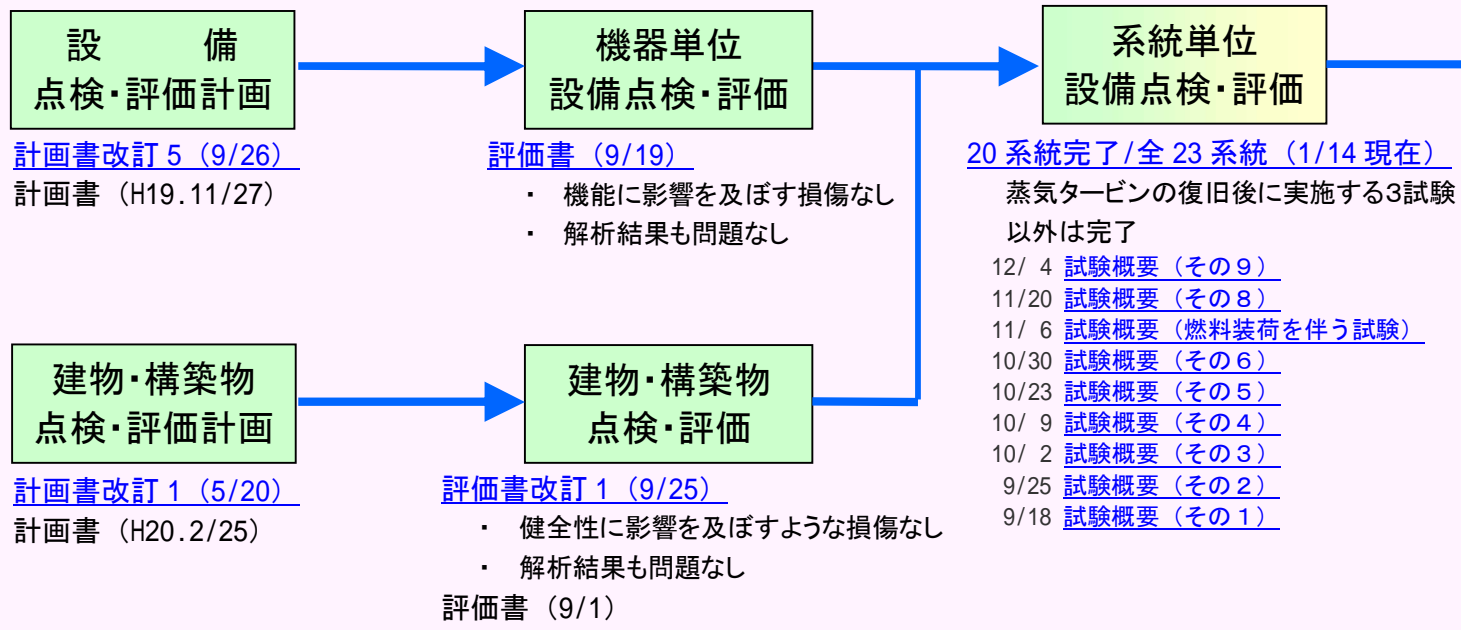 設　　備
点検・評価計画
計画書改訂 5（9/26）
計画書（H19.11/27）
機器単位
設備点検・評価
評価書（9/19）
・ 機能に影響を及ぼす損傷なし
・ 解析結果も問題なし
系統単位
設備点検・評価
20 系統完了/全 23 系統（1/14 現在）
蒸気タービンの復旧後に実施する3試験
以外は完了
12/ 4 試験概要（その９）
11/20 試験概要（その８）
11/ 6 試験概要（燃料装荷を伴う試験）
10/30 試験概要（その６）
10/23 試験概要（その５）
10/ 9 試験概要（その４）
10/ 2 試験概要（その３）
9/25 試験概要（その２）
9/18 試験概要（その１）
建物・構築物
点検・評価計画
計画書改訂 1（5/20）
計画書（H20.2/25）
建物・構築物
点検・評価
評価書改訂 1（9/25）
・ 健全性に影響を及ぼすような損傷なし
・ 解析結果も問題なし
評価書（9/1）